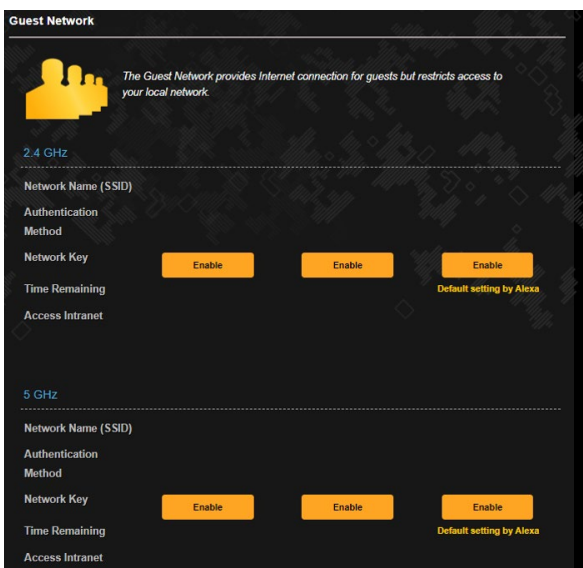 Guest Network
The Guest Network provides Internet connection for guests but restricts access to
your local network.
2.4 GHz
Network Name (SSID)
Authentication
Method
Network Key
Enable Enable Enable
Time Remaining
Default setting by Alexa
Access Intranet
5 GHz
Network Name (SSID)
Authentication
Method
Network Key
Enable Enable Enable
Time Remaining
Default setting by Alexa
Access Intranet